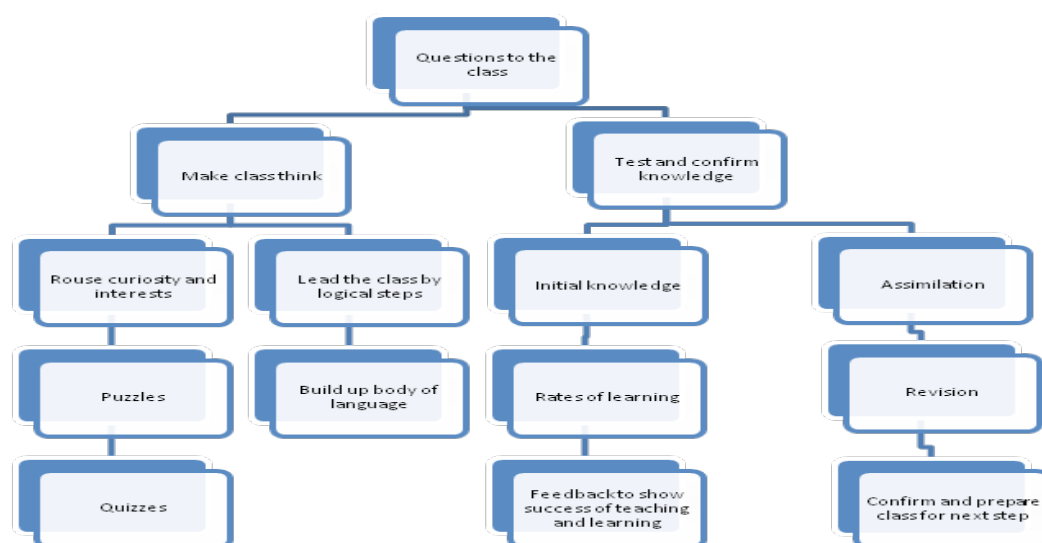 Questions to the
class
Make class think
Test and confirm
knowledge
Rouse curiosity and
interests
Lead the class by
logical steps
Initial knowledge
Assimilation
Puzzles
Build up body of
language
Rates of learning
Revision
Quizzes
Feedback to show
success of teaching
and learning
Confirm and prepare
class for next step